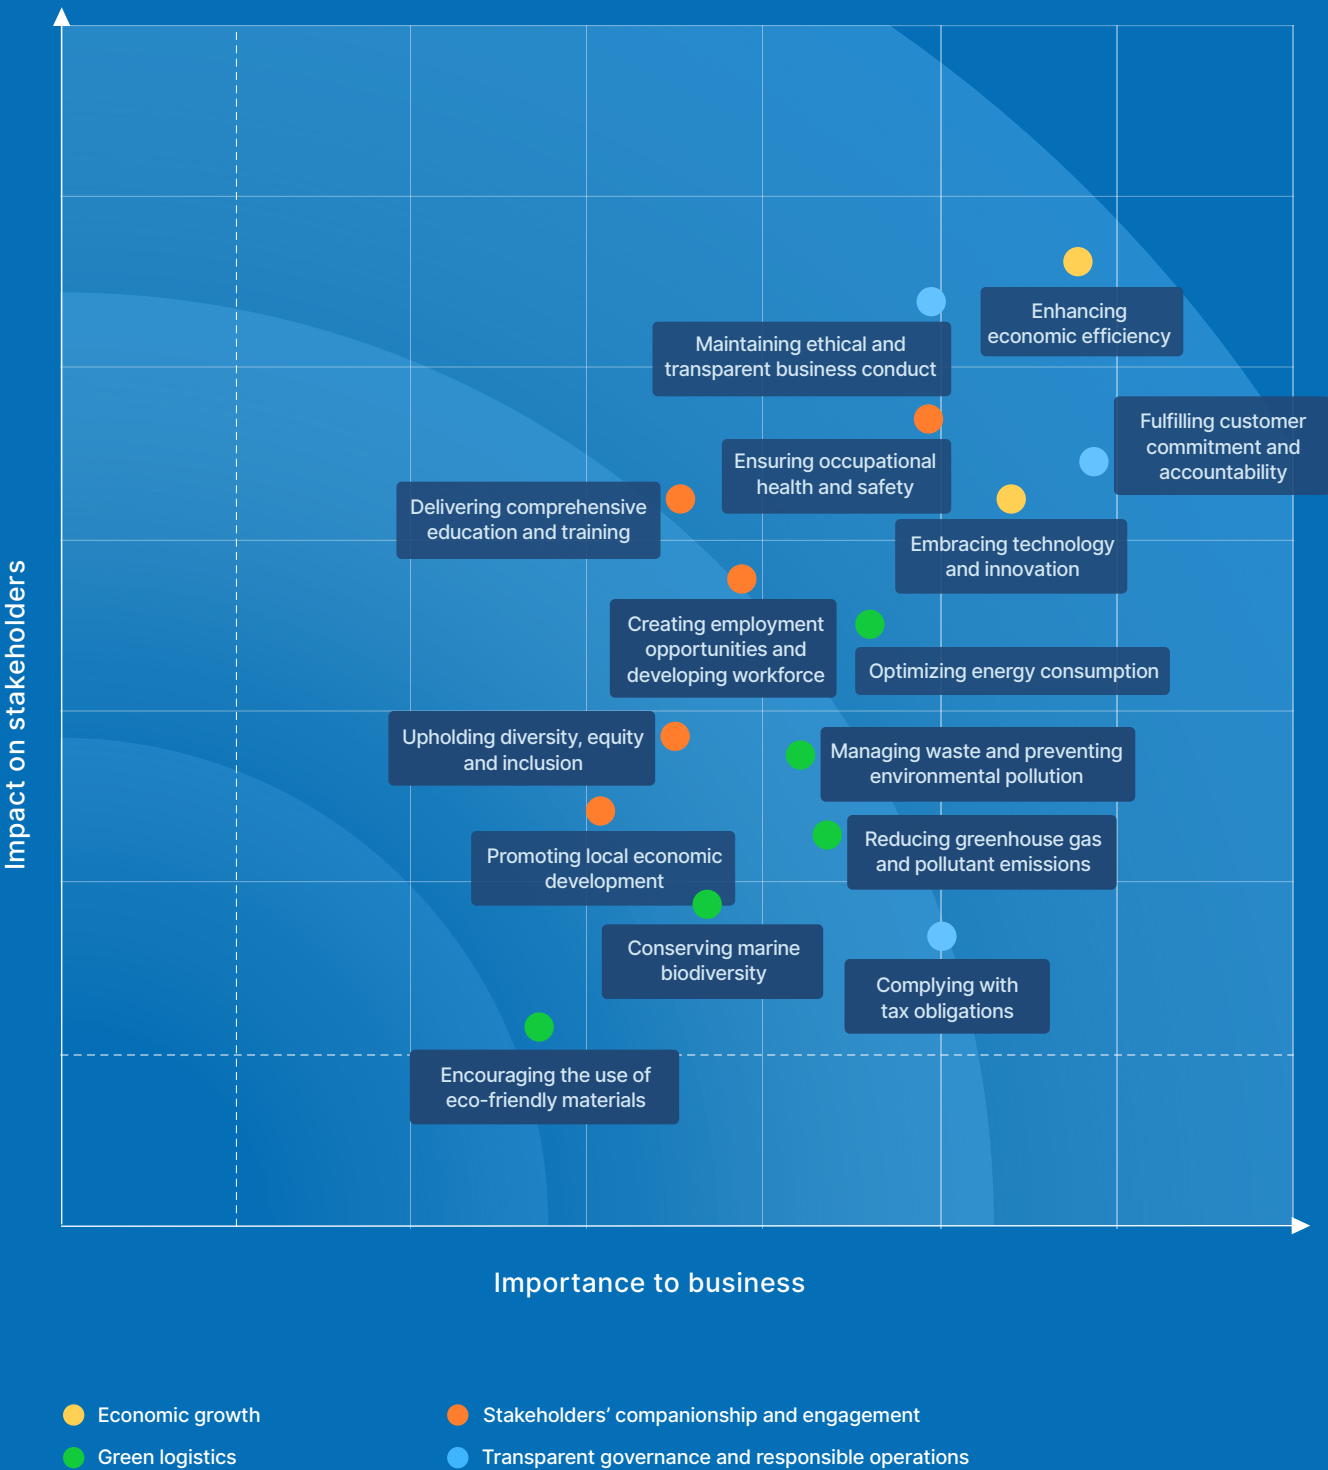 Impact on stakeholders
Enhancing
economic efficiency
Maintaining ethical and
transparent business conduct
Fulfilling customer
commitment and
accountability
Ensuring occupational
health and safety
Delivering comprehensive
education and training
Embracing technology
and innovation
Creating employment
opportunities and
developing workforce
Optimizing energy consumption
Upholding diversity, equity
and inclusion
Managing waste and preventing
environmental pollution
Promoting local economic
development
Reducing greenhouse gas
and pollutant emissions
Conserving marine
biodiversity
Complying with
tax obligations
Encouraging the use of
eco-friendly materials
Importance to business
Economic growth
Stakeholders’ companionship and engagement
Green logistics
Transparent governance and responsible operations